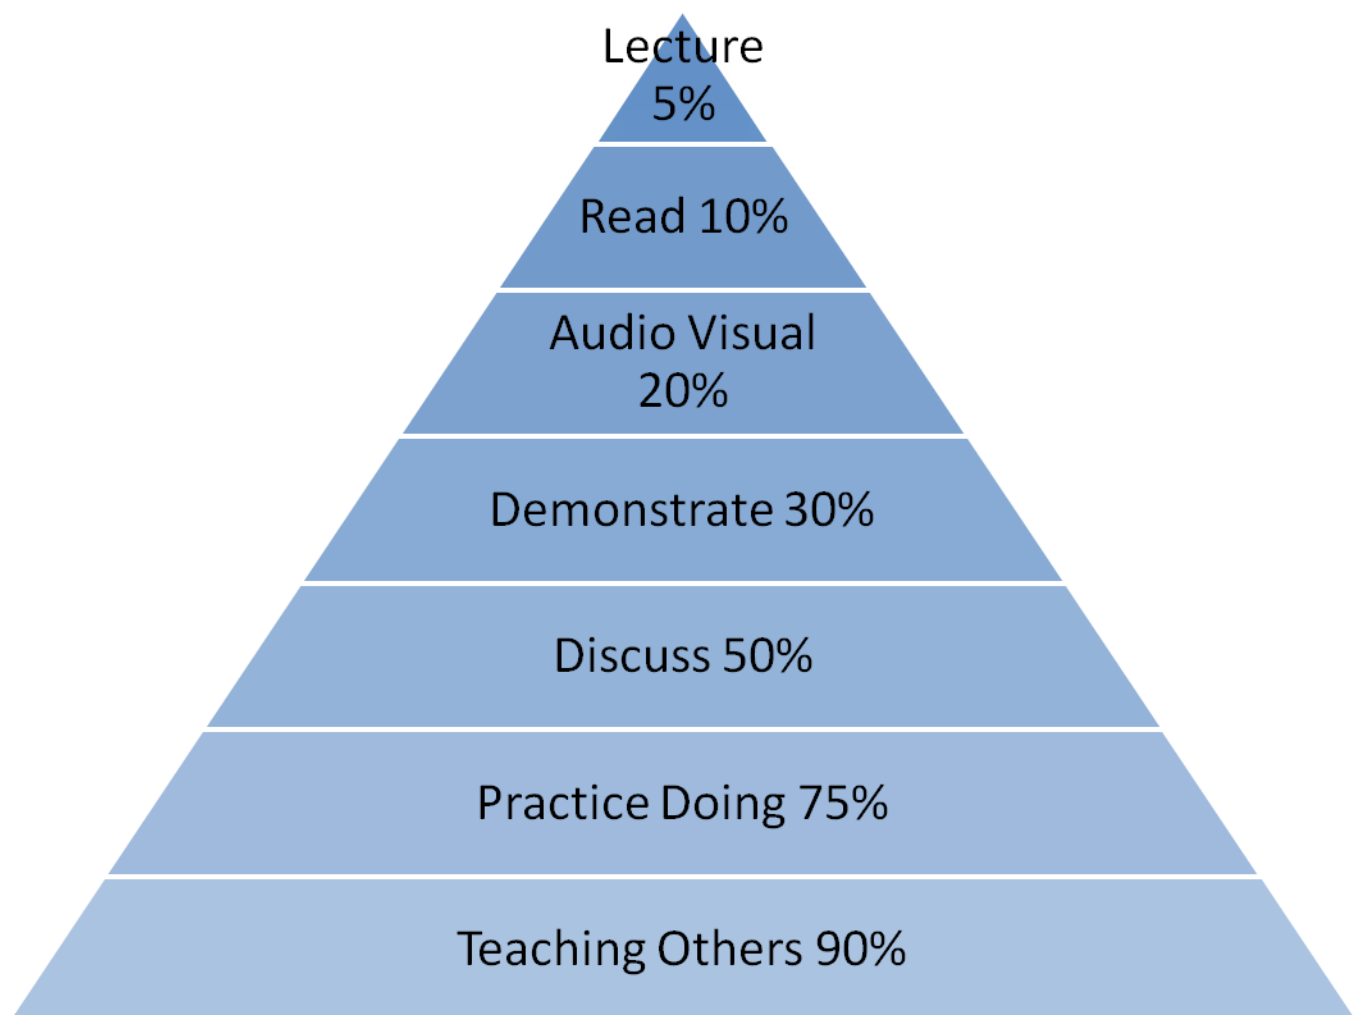 Lecture
5%
Read 10%
Audio Visual
20%
Demonstrate 30%
Discuss 50%
Practice Doing 75%
Teaching Others 90%